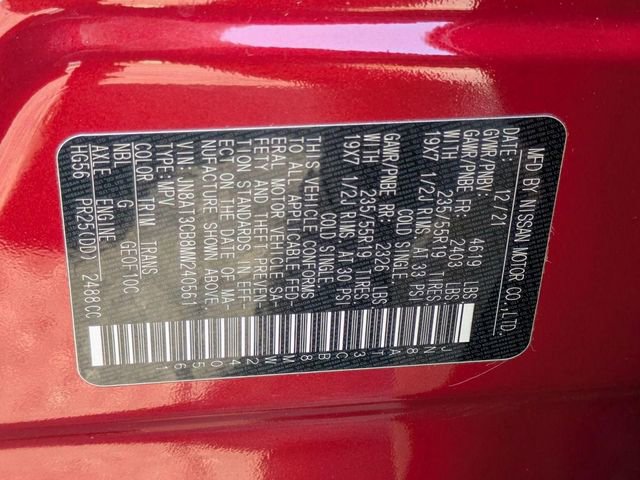 MFD BY NISSAN MOTOR CO.,LTD.
DATE: 12/21
GVWR/PNBV: 4619 LBS
GAWR/PNBE FR: 2403 LBS
WITH 235/55R19 TIRES
19X7 1/2J RIMS AT 33 PSI
COLD SINGLE
GAWR/PNBE RR: 2326 LBS
WITH 235/55R19 TIRES
19X7 1/2J RIMS AT 30 PSI
COLD SINGLE
THIS VEHICLE CONFORMS
TO ALL APPLICABLE FED-
ERAL MOTOR VEHICLE SA-
FETY AND THEFT PREVEN-
TION STANDARDS IN EFF-
ECT ON THE DATE OF MA-
NUFACTURE SHOWN ABOVE.
VIN: JN8AT3CB8MW240561
TYPE: MPV
COLOR TRIM TRANS
NBL G GEOF10C
AXLE ENGINE
HG56 PR25(DD) 2488CC
JN8AT3CB8MW240561